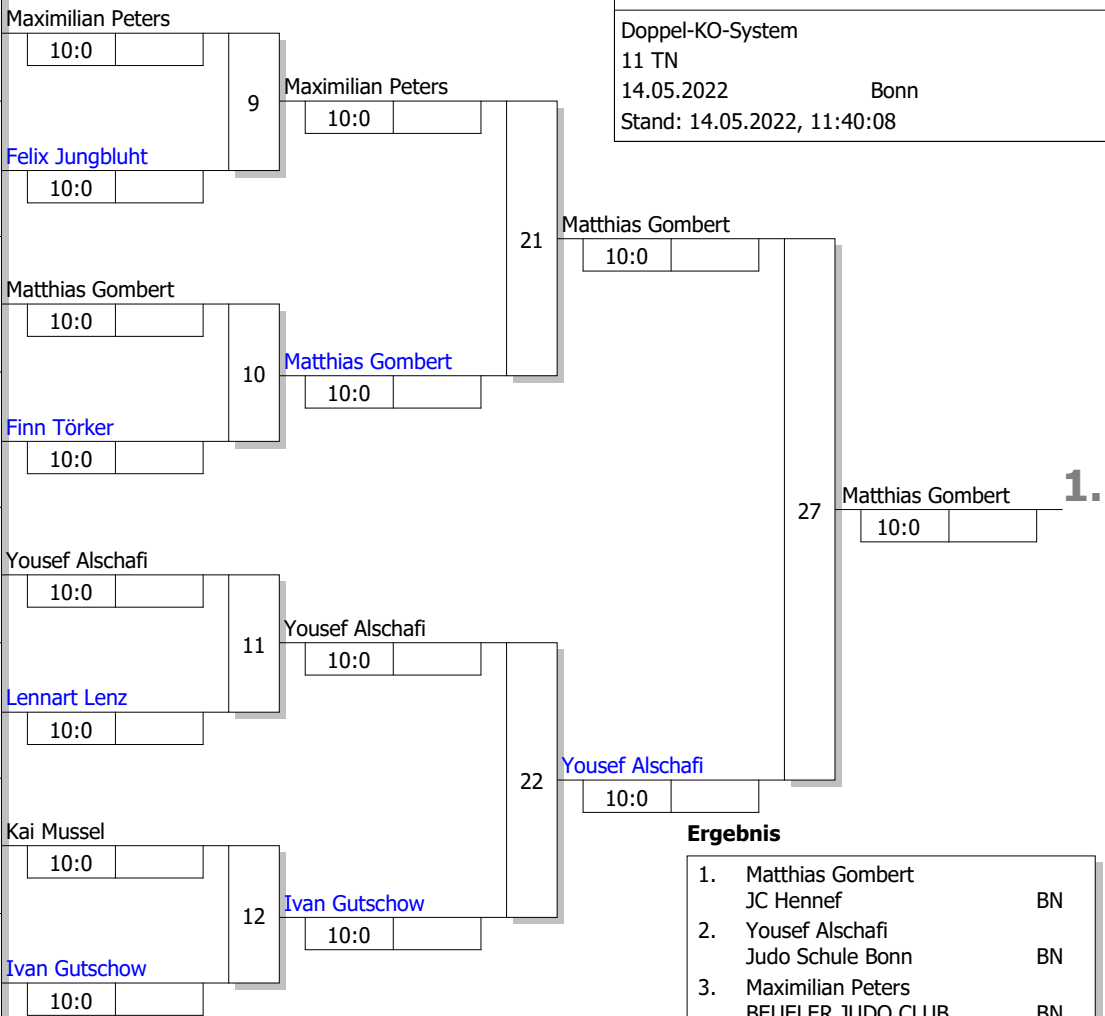 Maximilian Peters
10:0
9
Felix Jungbluht
10:0
Matthias Gombert
10:0
10
Finn Törker
10:0
Yousef Alschafi
10:0
11
Lennart Lenz
10:0
Kai Mussel
10:0
12
Ivan Gutschow
10:0
Maximilian Peters
10:0
21
Matthias Gombert
10:0
Yousef Alschafi
10:0
22
Ivan Gutschow
10:0
Matthias Gombert
10:0
27
Yousef Alschafi
10:0
Matthias Gombert 1.
10:0
Doppel-KO-System
11 TN
14.05.2022 Bonn
Stand: 14.05.2022, 11:40:08
Ergebnis
1. Matthias Gombert
JC Hennef BN
2. Yousef Alschafi
Judo Schule Bonn BN
3. Maximilian Peters
BEUELER JUDO CLUB BN